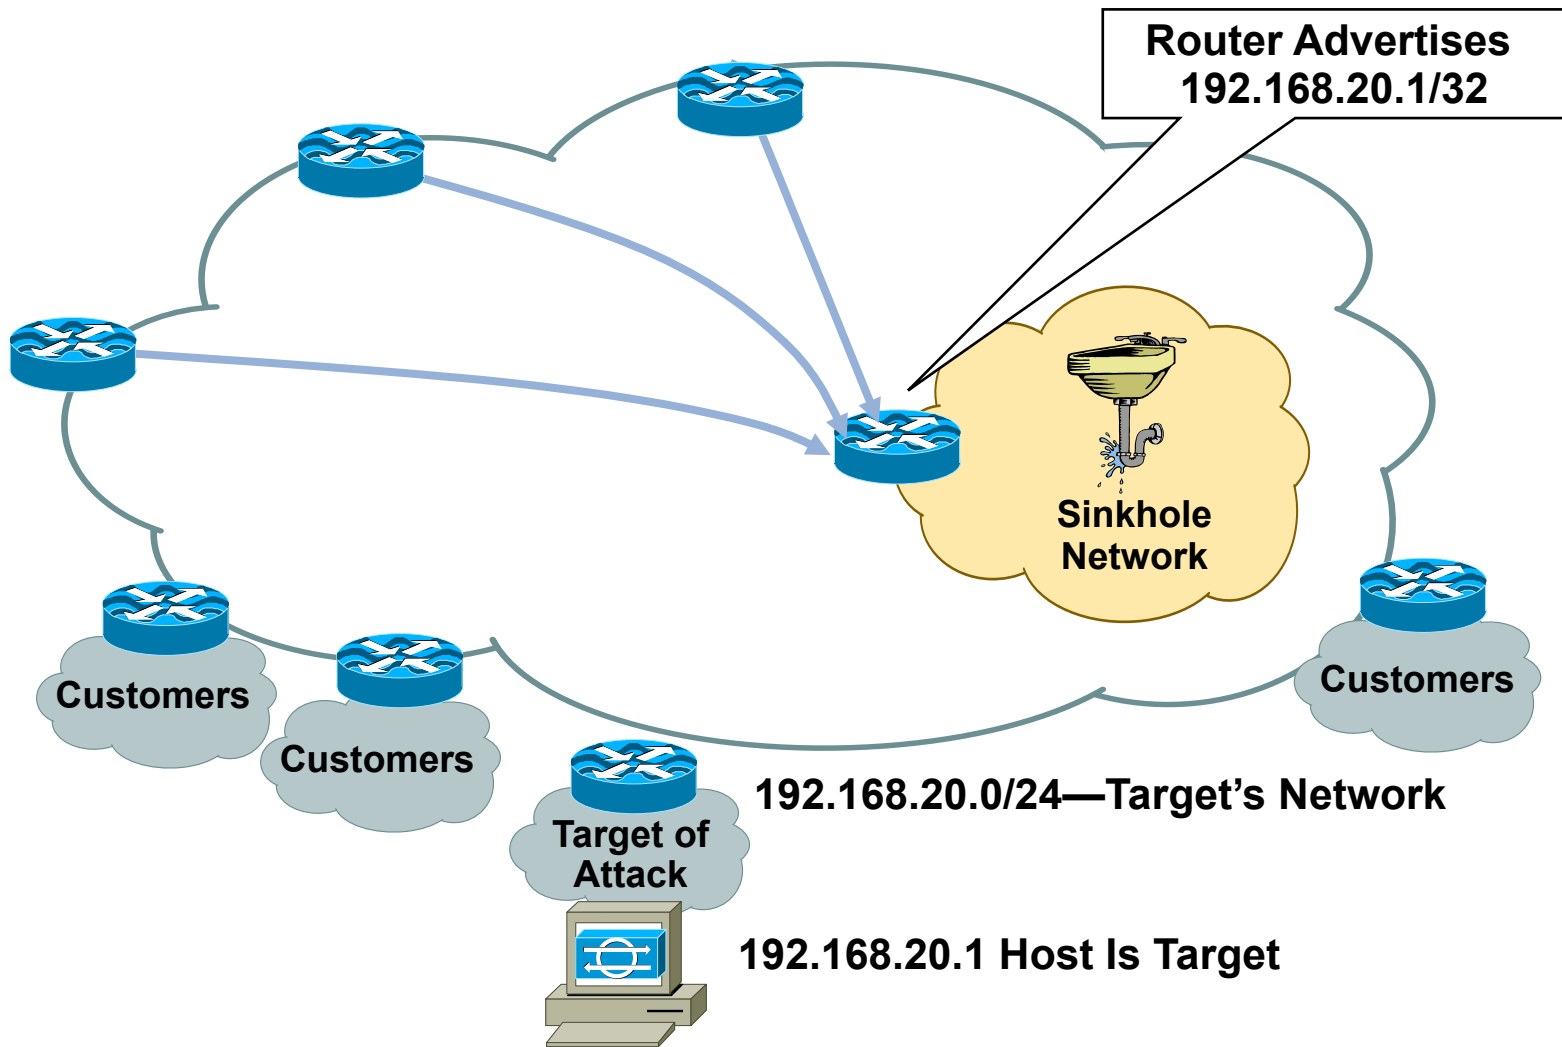 Router Advertises
192.168.20.1/32
Sinkhole
Network
Customers
Customers
Customers
192.168.20.0/24—Target's Network
Target of
Attack
192.168.20.1 Host Is Target